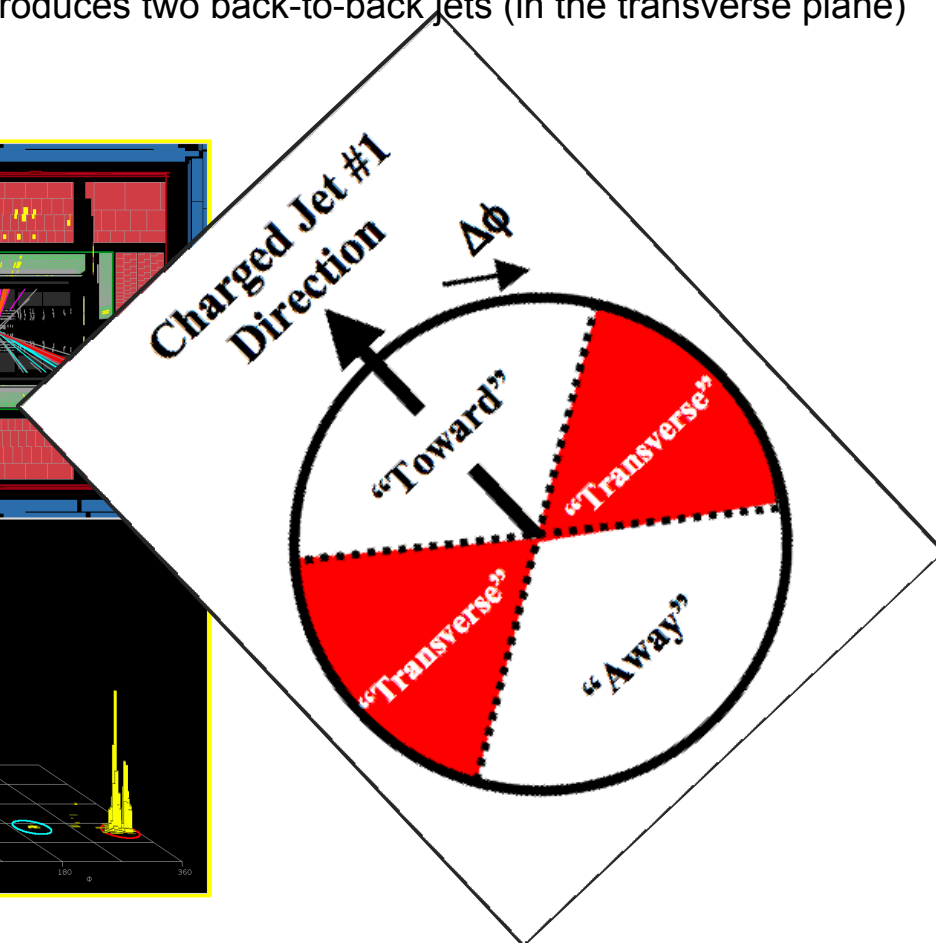 roduces two back-to-back jets (in the transverse plane)
Charged Jet #1
Direction
Δϕ
“Toward”
“Transverse”
“Transverse”
“Away”
180
360
Φ